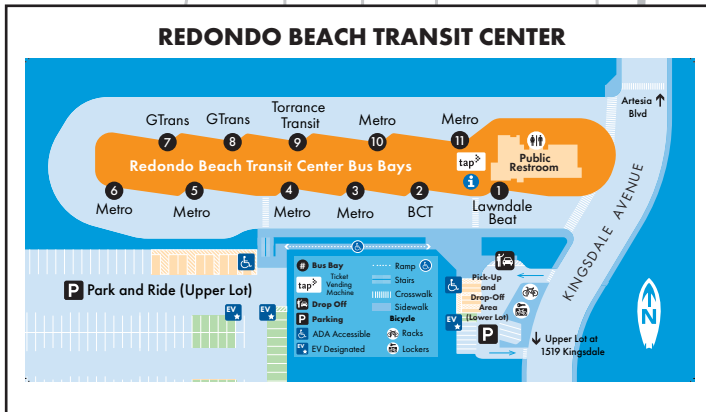 REDONDO BEACH TRANSIT CENTER
Artesia
Blvd
GTrans
GTrans
Torrance
Transit
Metro
Metro
7
8
9
10
11
Redondo Beach Transit Center Bus Bays
tap
i
Public
Restroom
6
5
4
3
2
1
Metro
Metro
Metro
Metro
BCT
Lawndale
Beat
KINGSDALE AVENUE
P Park and Ride (Upper Lot)
EV
EV
# Bus Bay
tap Ticket
Vending
Machine
Drop Off
P Parking
ADA Accessible
EV EV Designated
Ramp
Stairs
Crosswalk
Sidewalk
Bicycle
Racks
Lockers
Pick-Up
and
Drop-Off
Area
(Lower Lot)
EV
P
Upper Lot at
1519 Kingsdale
N